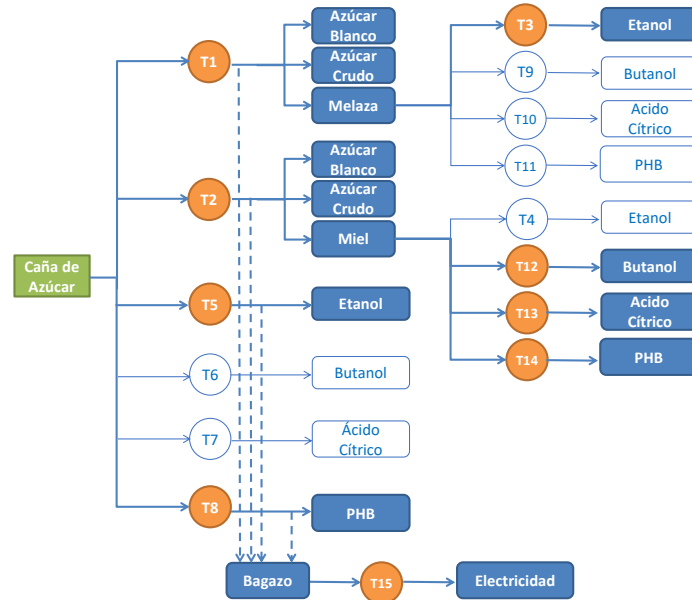 Azúcar
Blanco
T1
Azúcar
Crudo
Melaza
T3
Etanol
T9
Butanol
T10
Acido
Cítrico
T11
PHB
T2
Azúcar
Blanco
Azúcar
Crudo
Miel
T4
Etanol
T12
Butanol
T13
Acido
Cítrico
T14
PHB
Caña de
Azúcar
T5
Etanol
T6
Butanol
T7
Ácido
Cítrico
T8
PHB
Bagazo
T15
Electricidad